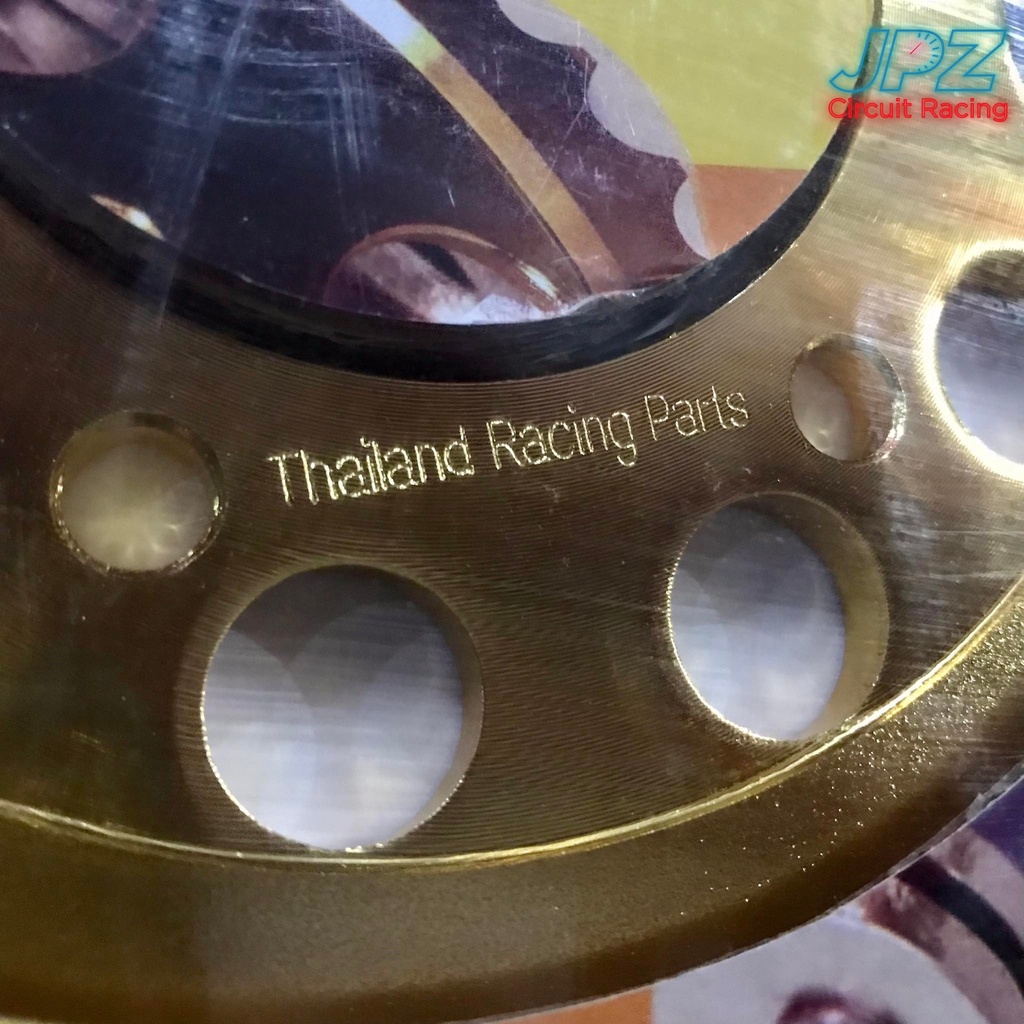 JPZ
Circuit Racing
Thailand Racing Parts